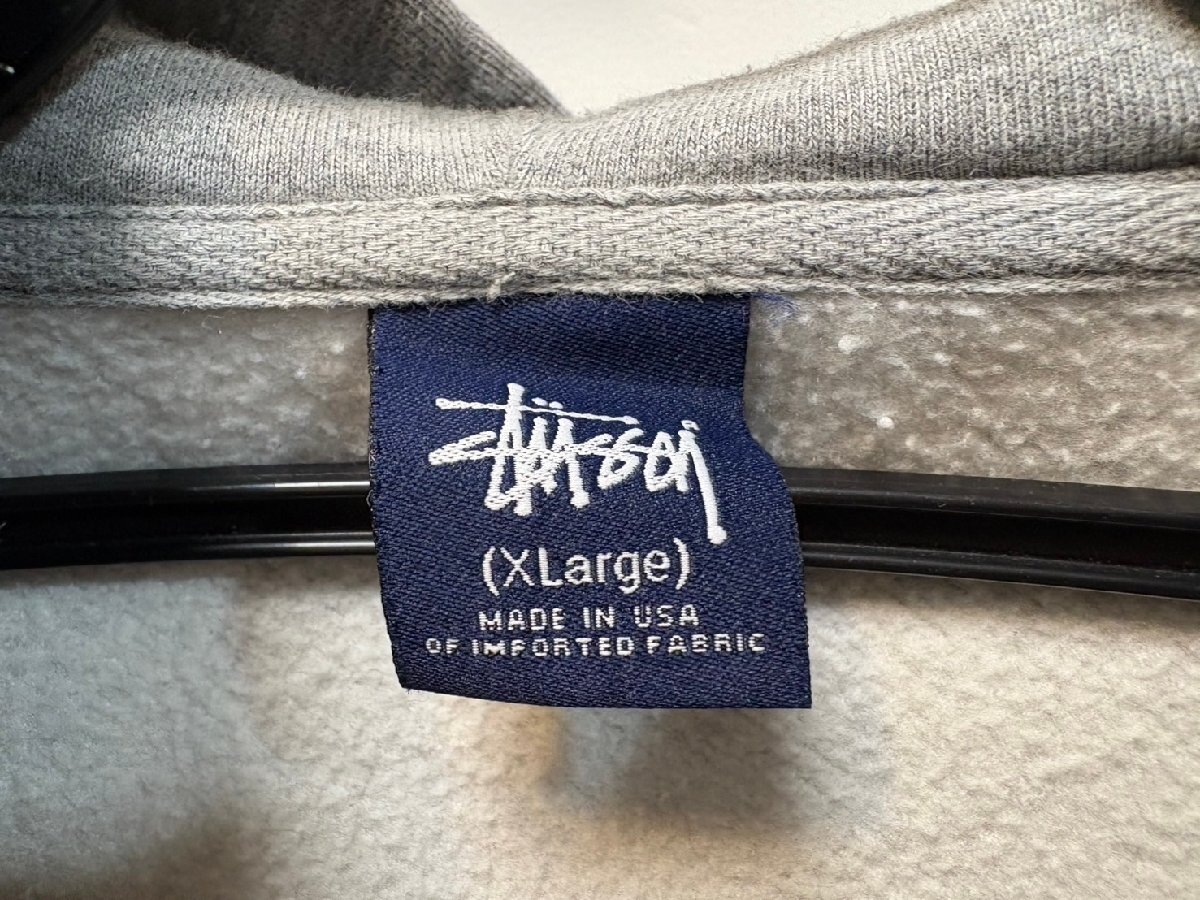 Stüssy
(XLarge)
MADE IN USA
OF IMPORTED FABRIC